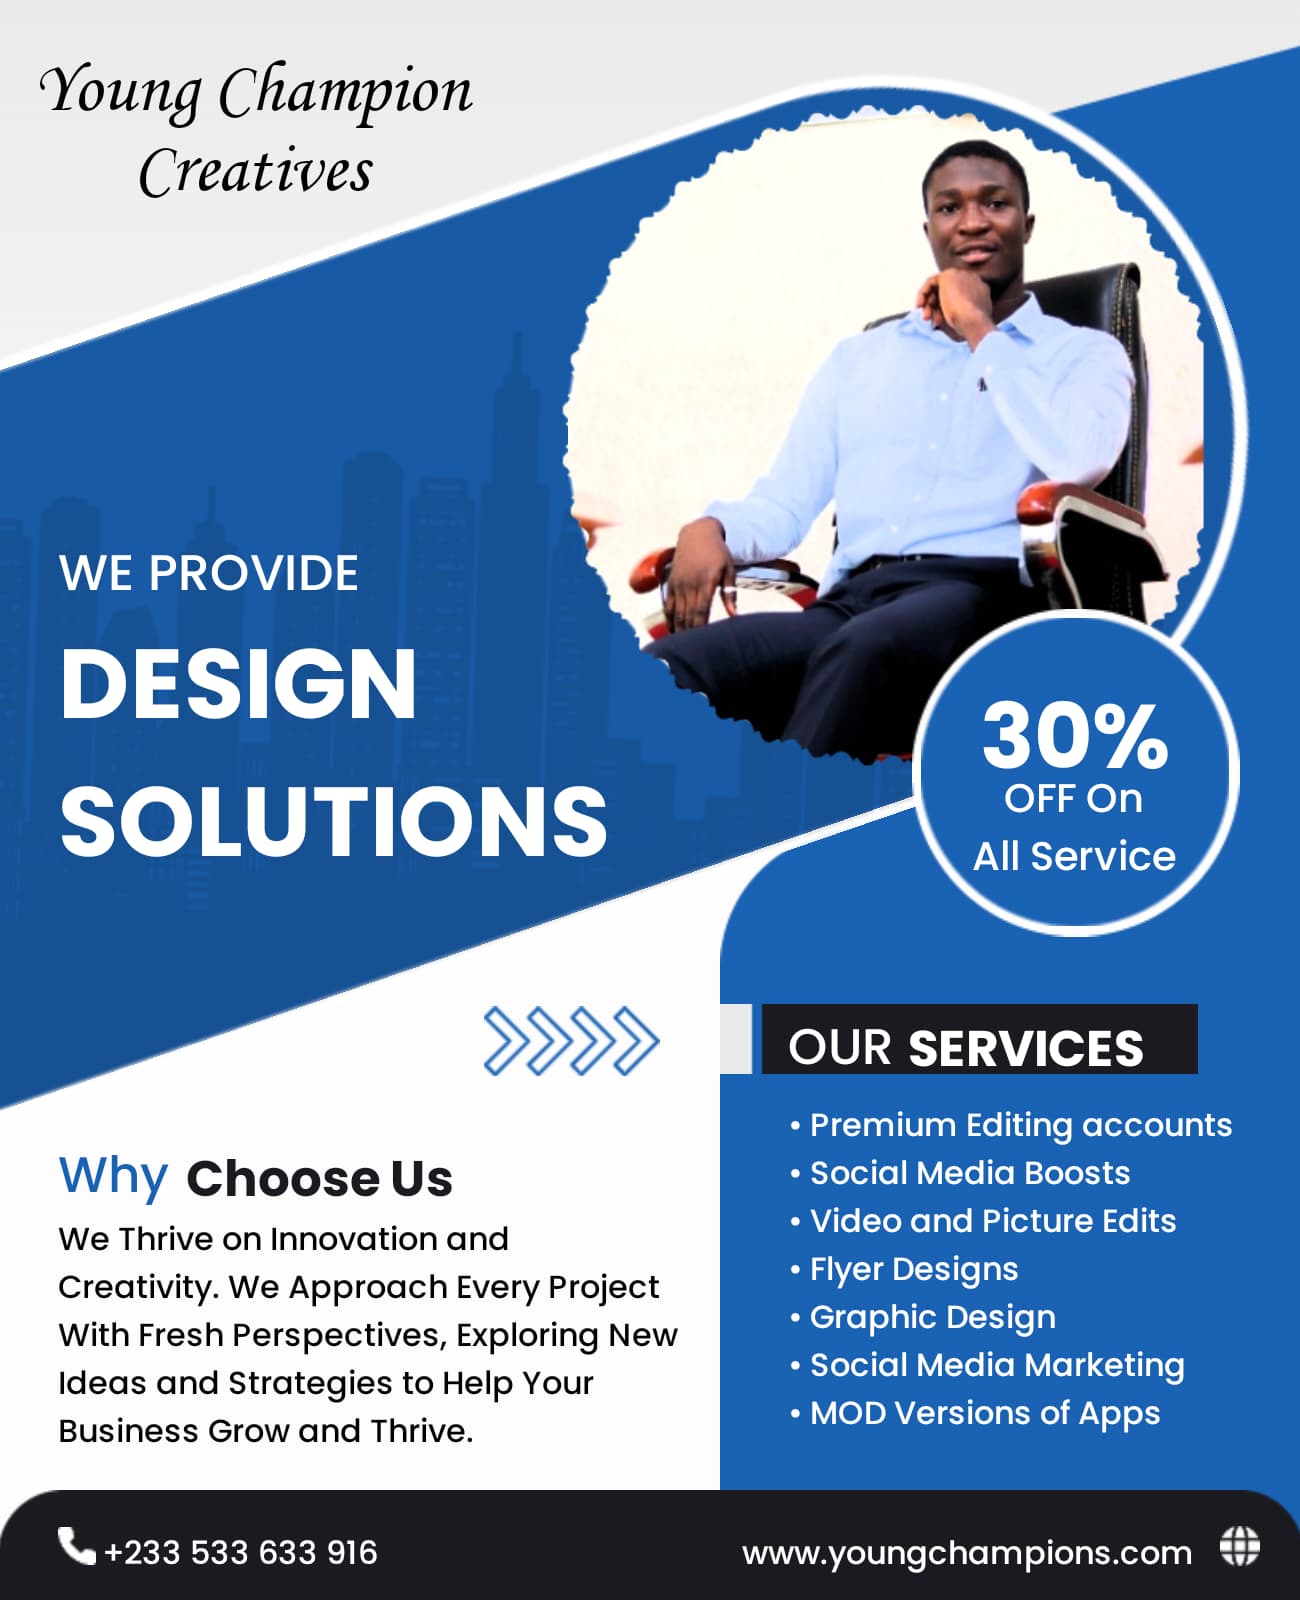 Young Champion
Creatives
WE PROVIDE
DESIGN
SOLUTIONS
30%
OFF On
All Service
OUR SERVICES
• Premium Editing accounts
• Social Media Boosts
• Video and Picture Edits
• Flyer Designs
• Graphic Design
• Social Media Marketing
• MOD Versions of Apps
Why Choose Us
We Thrive on Innovation and
Creativity. We Approach Every Project
With Fresh Perspectives, Exploring New
Ideas and Strategies to Help Your
Business Grow and Thrive.
+233 533 633 916
www.youngchampions.com